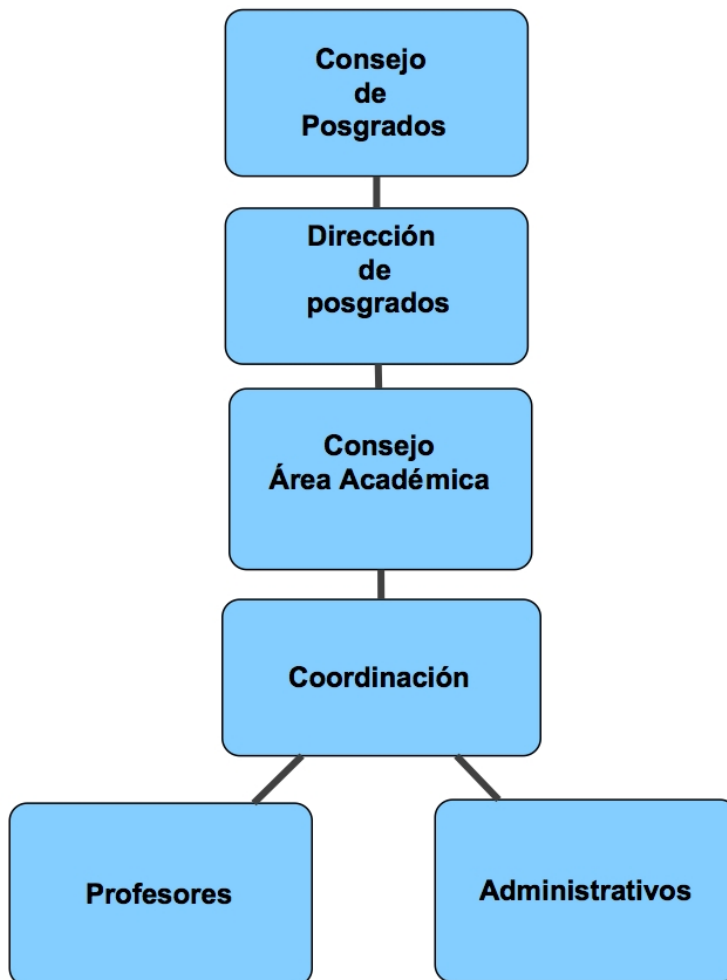 Consejo
de
Posgrados
Dirección
de
posgrados
Consejo
Área Académica
Coordinación
Profesores
Administrativos